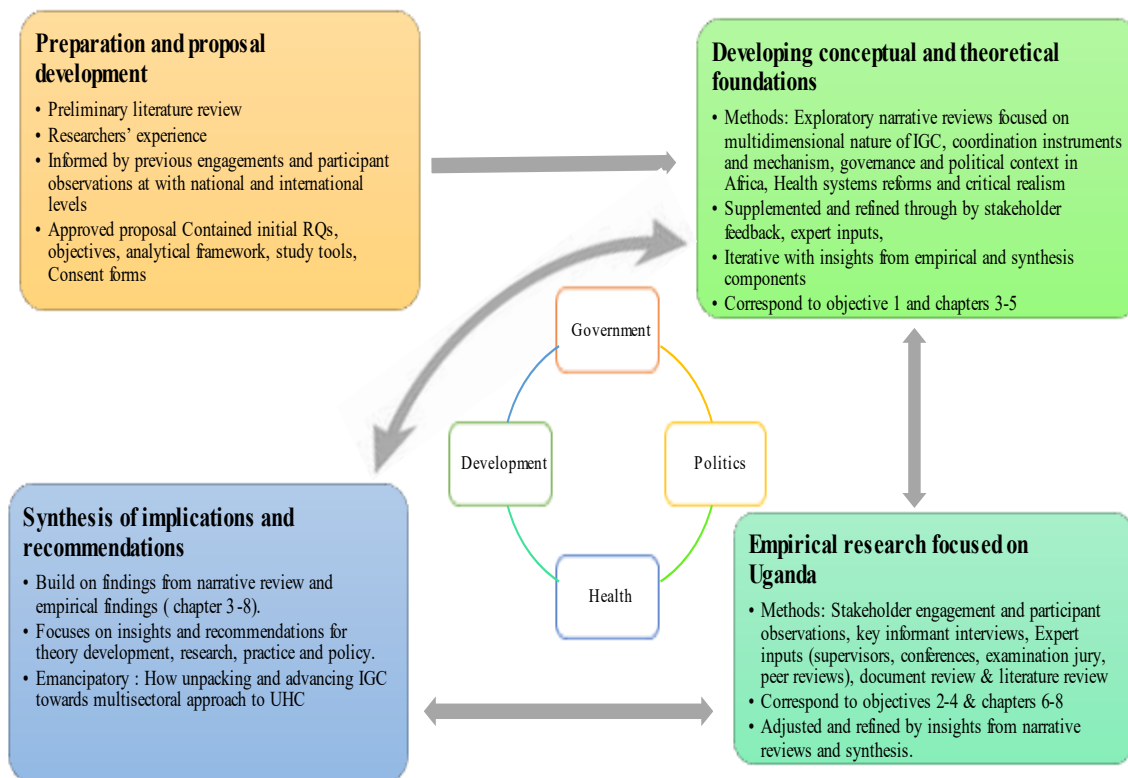 Preparation and proposal
development
• Preliminary literature review
• Researchers' experience
• Informed by previous engagements and participant
observations at with national and international
levels
• Approved proposal Contained initial RQs,
objectives, analytical framework, study tools,
Consent forms
Developing conceptual and theoretical
foundations
• Methods: Exploratory narrative reviews focused on
multidimensional nature of IGC, coordination instruments
and mechanism, governance and political context in
Africa, Health systems reforms and critical realism
• Supplemented and refined through by stakeholder
feedback, expert inputs,
• Iterative with insights from empirical and synthesis
components
• Correspond to objective 1 and chapters 3-5
Government
Development
Politics
Health
Synthesis of implications and
recommendations
• Build on findings from narrative review and
empirical findings ( chapter 3-8).
• Focuses on insights and recommendations for
theory development, research, practice and policy.
• Emancipatory : How unpacking and advancing IGC
towards multisectoral approach to UHC
Empirical research focused on
Uganda
• Methods: Stakeholder engagement and participant
observations, key informant interviews, Expert
inputs (supervisors, conferences, examination jury,
peer reviews), document review & literature review
• Correspond to objectives 2-4 & chapters 6-8
• Adjusted and refined by insights from narrative
reviews and synthesis.